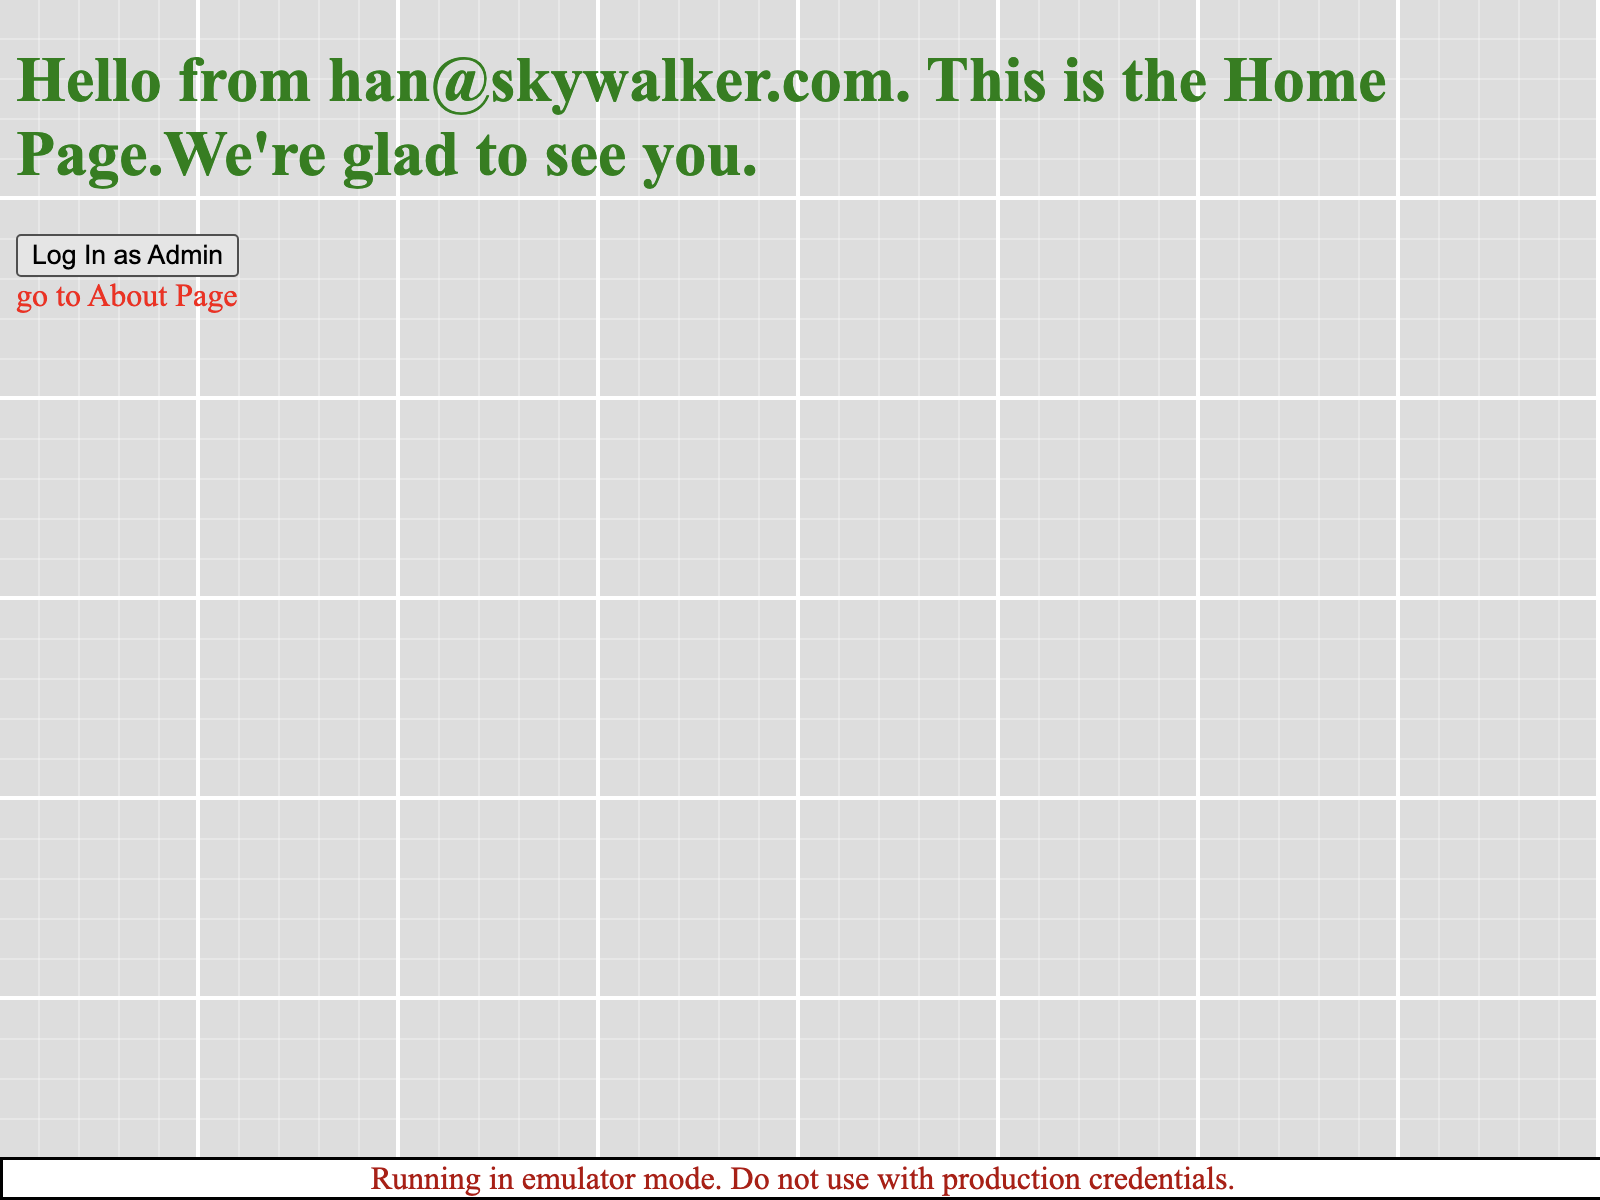 Hello from han@skywalker.com. This is the Home
Page.We're glad to see you.
Log In as Admin
go to About Page
Running in emulator mode. Do not use with production credentials.